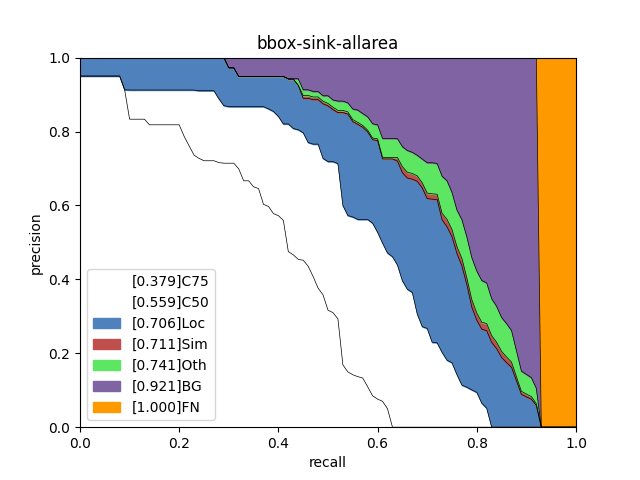 bbox-sink-allarea
1.0
0.8
0.6
0.4
0.2
0.0
precision
[0.379]C75
[0.559]C50
[0.706]Loc
[0.711]Sim
[0.741]Oth
[0.921]BG
[1.000]FN
0.0 0.2 0.4 0.6 0.8 1.0
recall